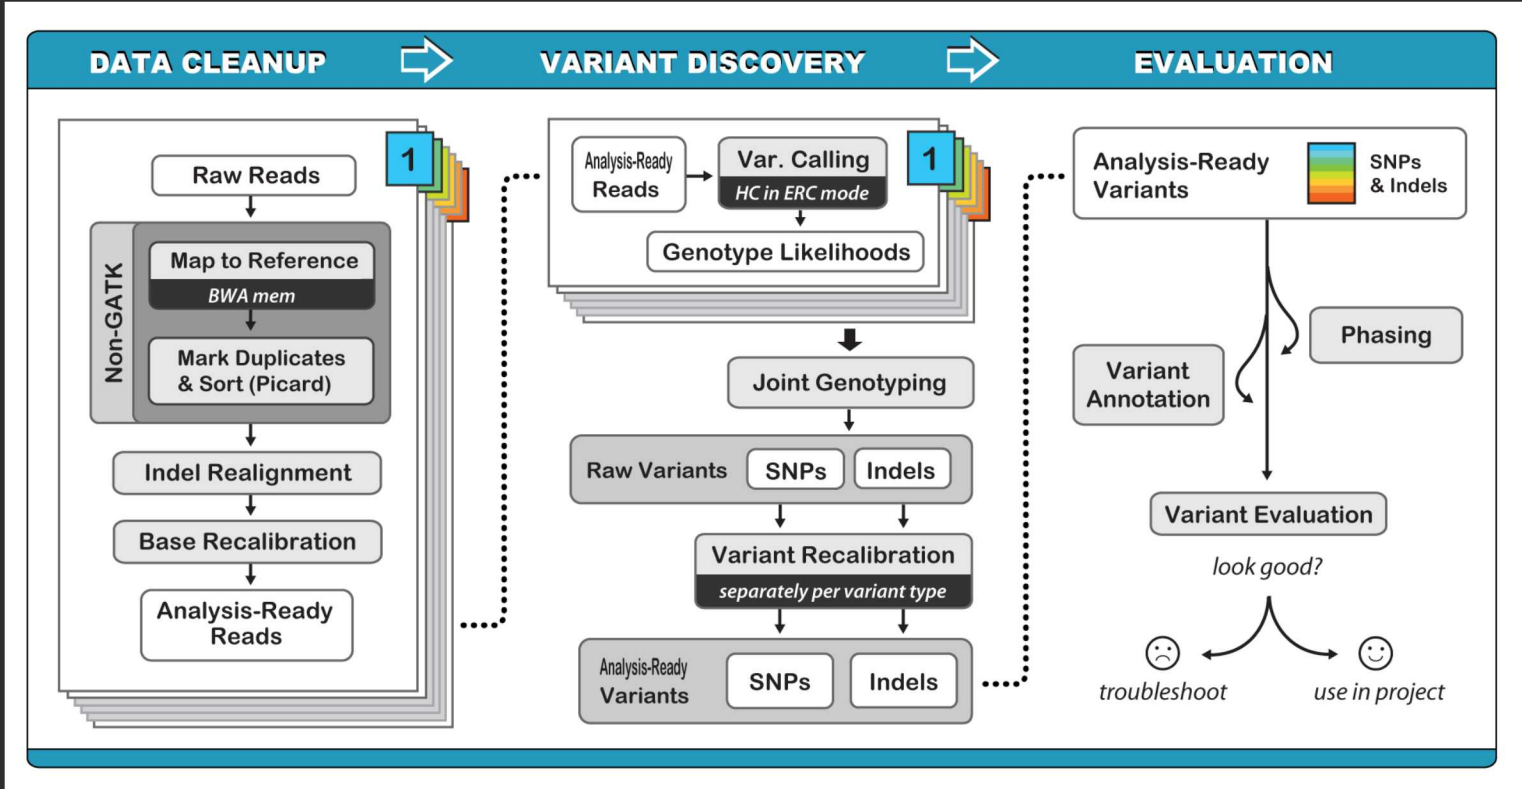 DATA CLEANUP
VARIANT DISCOVERY
EVALUATION
1
Raw Reads
Non-GATK
Map to Reference
BWA mem
Mark Duplicates
& Sort (Picard)
Indel Realignment
Base Recalibration
Analysis-Ready
Reads
1
Analysis-Ready
Reads
Var. Calling
HC in ERC mode
Genotype Likelihoods
Joint Genotyping
Raw Variants
SNPs
Indels
Variant Recalibration
separately per variant type
Analysis-Ready
Variants
SNPs
Indels
Analysis-Ready
Variants
SNPs
& Indels
Phasing
Variant
Annotation
Variant Evaluation
look good?
troubleshoot
use in project